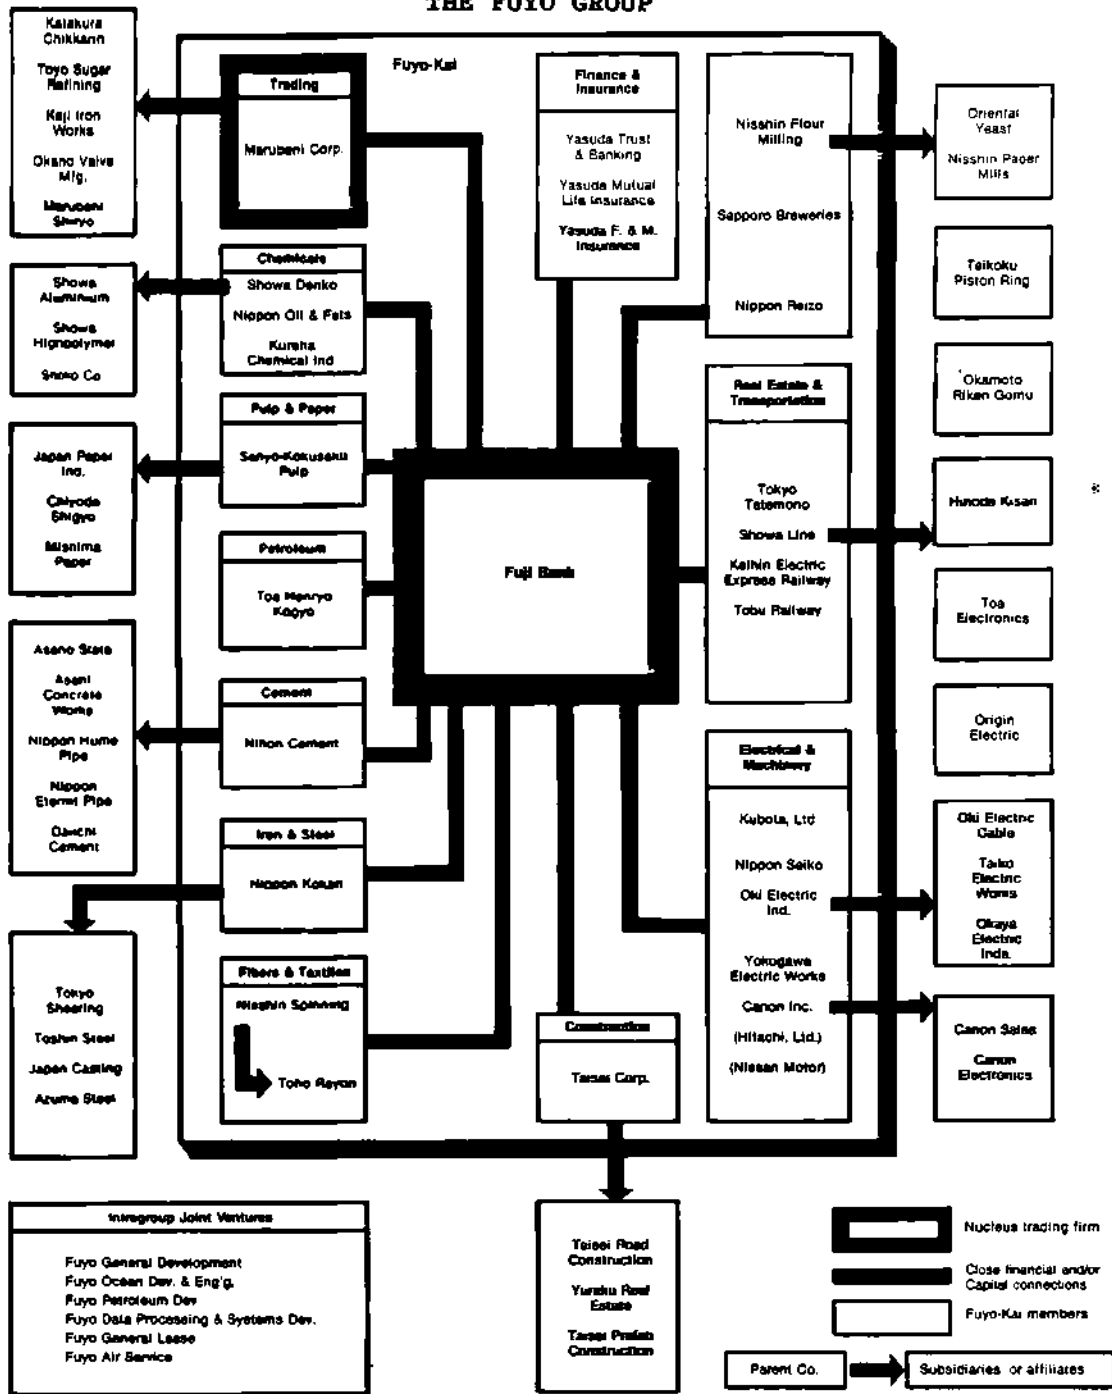 THE FUYO GROUP
Katakura
Chikkarin
Toyo Sugar
Refining
Kaji Iron
Works
Okano Valve
Mfg.
Marubeni
Shiryo
Showa
Aluminium
Showa
Highpolymer
Shoko Co
Japan Paper
Ind.
Chiyoda
Shigyo
Mishima
Paper
Asano Slate
Asahi
Concrete
Works
Nippon Hume
Pipe
Nippon
Eternit Pipe
Daiichi
Cement
Tokyo
Shearing
Toshin Steel
Japan Casting
Azuma Steel
Fuyo-Kai
Trading
Marubeni Corp.
Chemicals
Showa Denko
Nippon Oil & Fats
Kureha
Chemical Ind
Pulp & Paper
Sanyo-Kokusaku
Pulp
Petroleum
Toa Nenryo
Kogyo
Cement
Nihon Cement
Iron & Steel
Nippon Kokan
Fibers & Textiles
Nisshin Spinning
Toho Rayon
Finance &
Insurance
Yasuda Trust
& Banking
Yasuda Mutual
Life Insurance
Yasuda F. & M.
Insurance
Fuji Bank
Construction
Taisei Corp.
Nisshin Flour
Milling
Sapporo Breweries
Nippon Reizo
Real Estate &
Transportation
Tokyo
Tatemono
Showa Line
Keihin Electric
Express Railway
Tobu Railway
Electrical &
Machinery
Kubota, Ltd
Nippon Seiko
Oki Electric
Ind.
Yokogawa
Electric Works
Canon Inc.
(Hitachi, Ltd.)
(Nissan Motor)
Oriental
Yeast
Nisshin Paper
Mills
Teikoku
Piston Ring
Okamoto
Riken Gomu
Hinode Kisen
Toa
Electronics
Origin
Electric
Oki Electric
Cable
Taiko
Electric
Works
Okaya
Electric
Inds.
Canon Sales
Canon
Electronics
Intragroup Joint Ventures
Fuyo General Development
Fuyo Ocean Dev. & Eng'g.
Fuyo Petroleum Dev
Fuyo Data Processing & Systems Dev.
Fuyo General Lease
Fuyo Air Service
Taisei Road
Construction
Yuraku Real
Estate
Taisei Prefab
Construction
Nucleus trading firm
Close financial and/or
Capital connections
Fuyo-Kai members
Parent Co.
Subsidiaries or affiliates